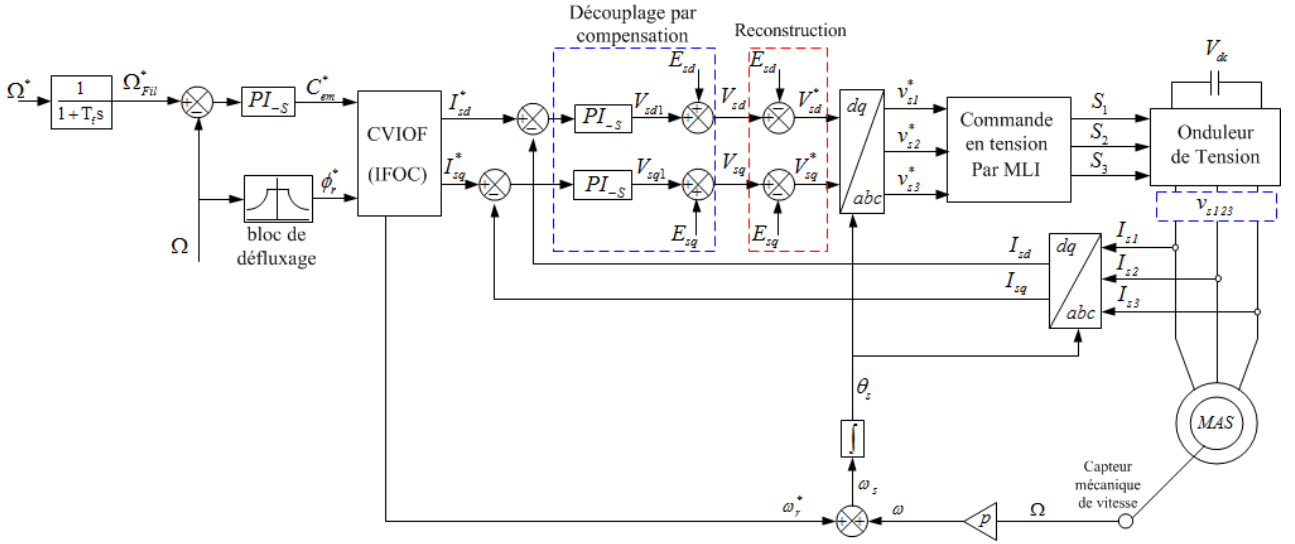 Découplage par
compensation
Reconstruction
E_sd
E_sd
V_dc
Ω*
1
1+T_f s
Ω*_Fil
+
−
PI_-S
C*_em
CVIOF
(IFOC)
I*_sd
+
−
PI_-S
V_sd1
+
+
V_sd
+
−
V*_sd
dq
abc
v*_s1
v*_s2
v*_s3
Commande
en tension
Par MLI
S_1
S_2
S_3
Onduleur
de Tension
I*_sq
+
−
PI_-S
V_sq1
+
+
V_sq
+
−
V*_sq
E_sq
E_sq
v_s123
ϕ*_r
Ω
bloc de
défluxage
I_sd
I_sq
dq
abc
I_s1
I_s2
I_s3
θ_s
∫
ω_s
MAS
Capteur
mécanique
de vitesse
ω*_r
+
+
ω
p
Ω